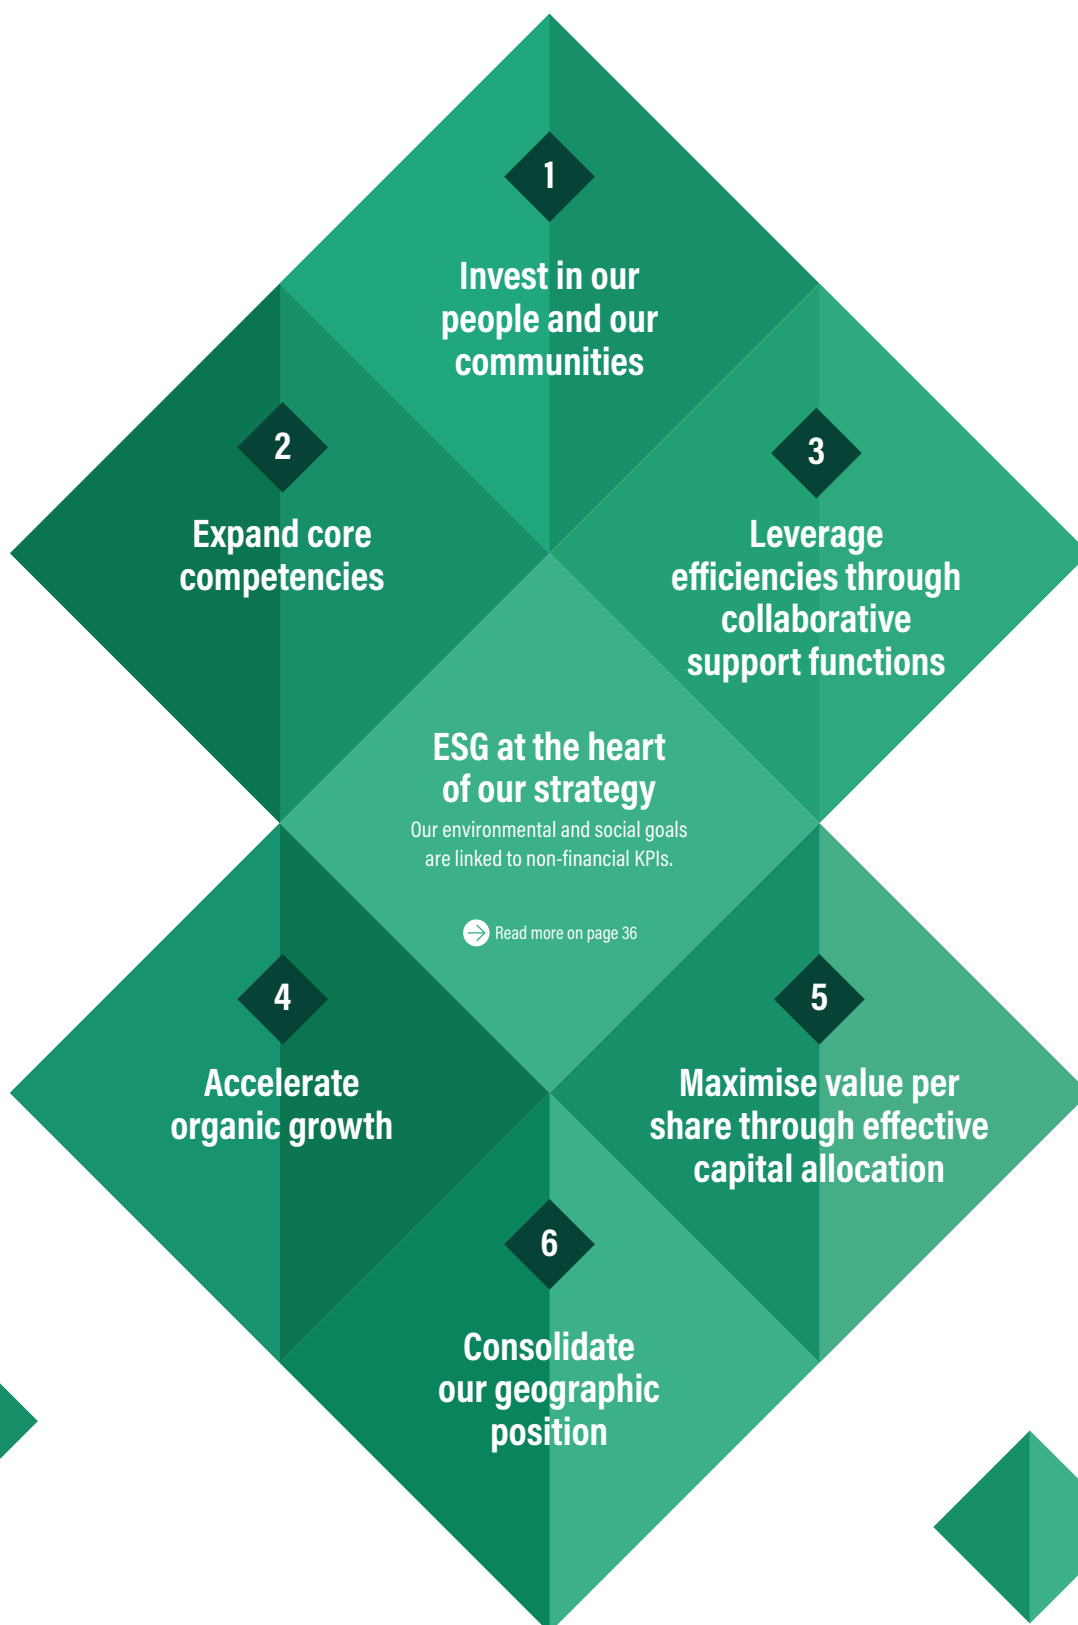 1
Invest in our
people and our
communities
2
Expand core
competencies
3
Leverage
efficiencies through
collaborative
support functions
ESG at the heart
of our strategy
Our environmental and social goals
are linked to non-financial KPIs.
Read more on page 36
4
Accelerate
organic growth
5
Maximise value per
share through effective
capital allocation
6
Consolidate
our geographic
position